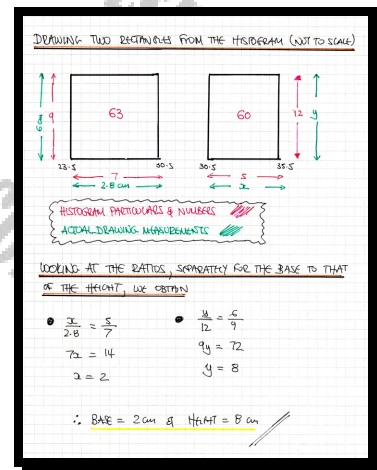 DRAWING TWO RECTANGLES FROM THE HISTOGRAM (NOT TO SCALE)
6 cm 9 63 60 12 y
23.5 30.5 30.5 35.5
7 5
2.8 cm x
HISTOGRAM PARTICULARS & NUMBERS
ACTUAL DRAWING MEASUREMENTS
LOOKING AT THE RATIOS, SEPARATELY FOR THE BASE TO THAT
OF THE HEIGHT, WE OBTAIN
• x/2.8 = 5/7 • y/12 = 6/9
7x = 14 9y = 72
x = 2 y = 8
∴ BASE = 2 cm & HEIGHT = 8 cm